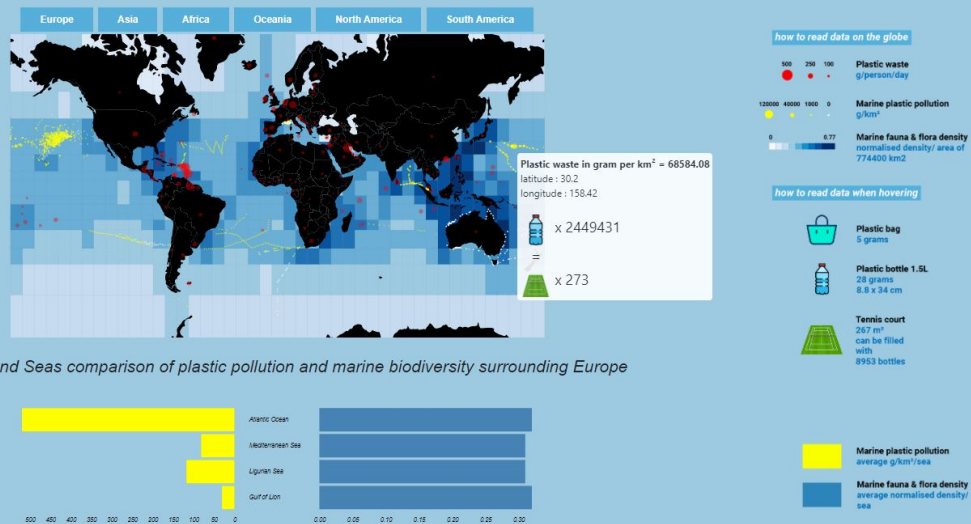 Europe
Asia
Africa
Oceania
North America
South America
how to read data on the globe
500 250 100
Plastic waste
g/person/day
120000 40000 1000 0
Marine plastic pollution
g/km²
0 0.77
Marine fauna & flora density
normalised density/ area of
774400 km2
Plastic waste in gram per km² = 68584.08
latitude : 30.2
longitude : 158.42
x 2449431
=
x 273
how to read data when hovering
Plastic bag
5 grams
Plastic bottle 1.5L
28 grams
8.8 x 34 cm
Tennis court
267 m²
can be filled
with
8953 bottles
nd Seas comparison of plastic pollution and marine biodiversity surrounding Europe
Atlantic Ocean
Mediterranean Sea
Ligurian Sea
Gulf of Lion
500 450 400 350 300 250 200 150 100 50 0
0.00 0.05 0.10 0.15 0.20 0.25 0.30
Marine plastic pollution
average g/km²/sea
Marine fauna & flora density
average normalised density/
sea